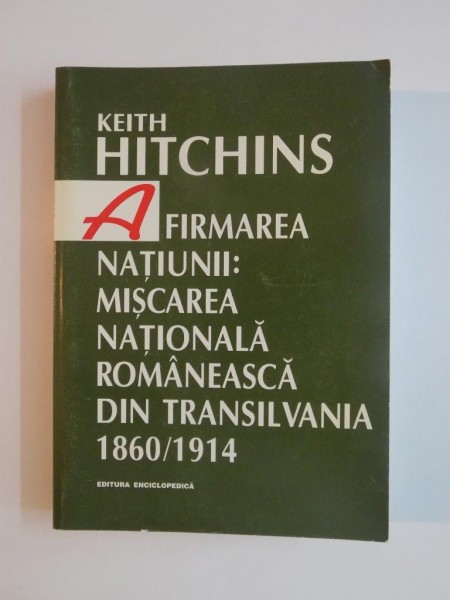 KEITH
HITCHINS
AFIRMAREA
NAȚIUNII:
MIȘCAREA
NAȚIONALĂ
ROMÂNEASCĂ
DIN TRANSILVANIA
1860/1914
EDITURA ENCICLOPEDICĂ